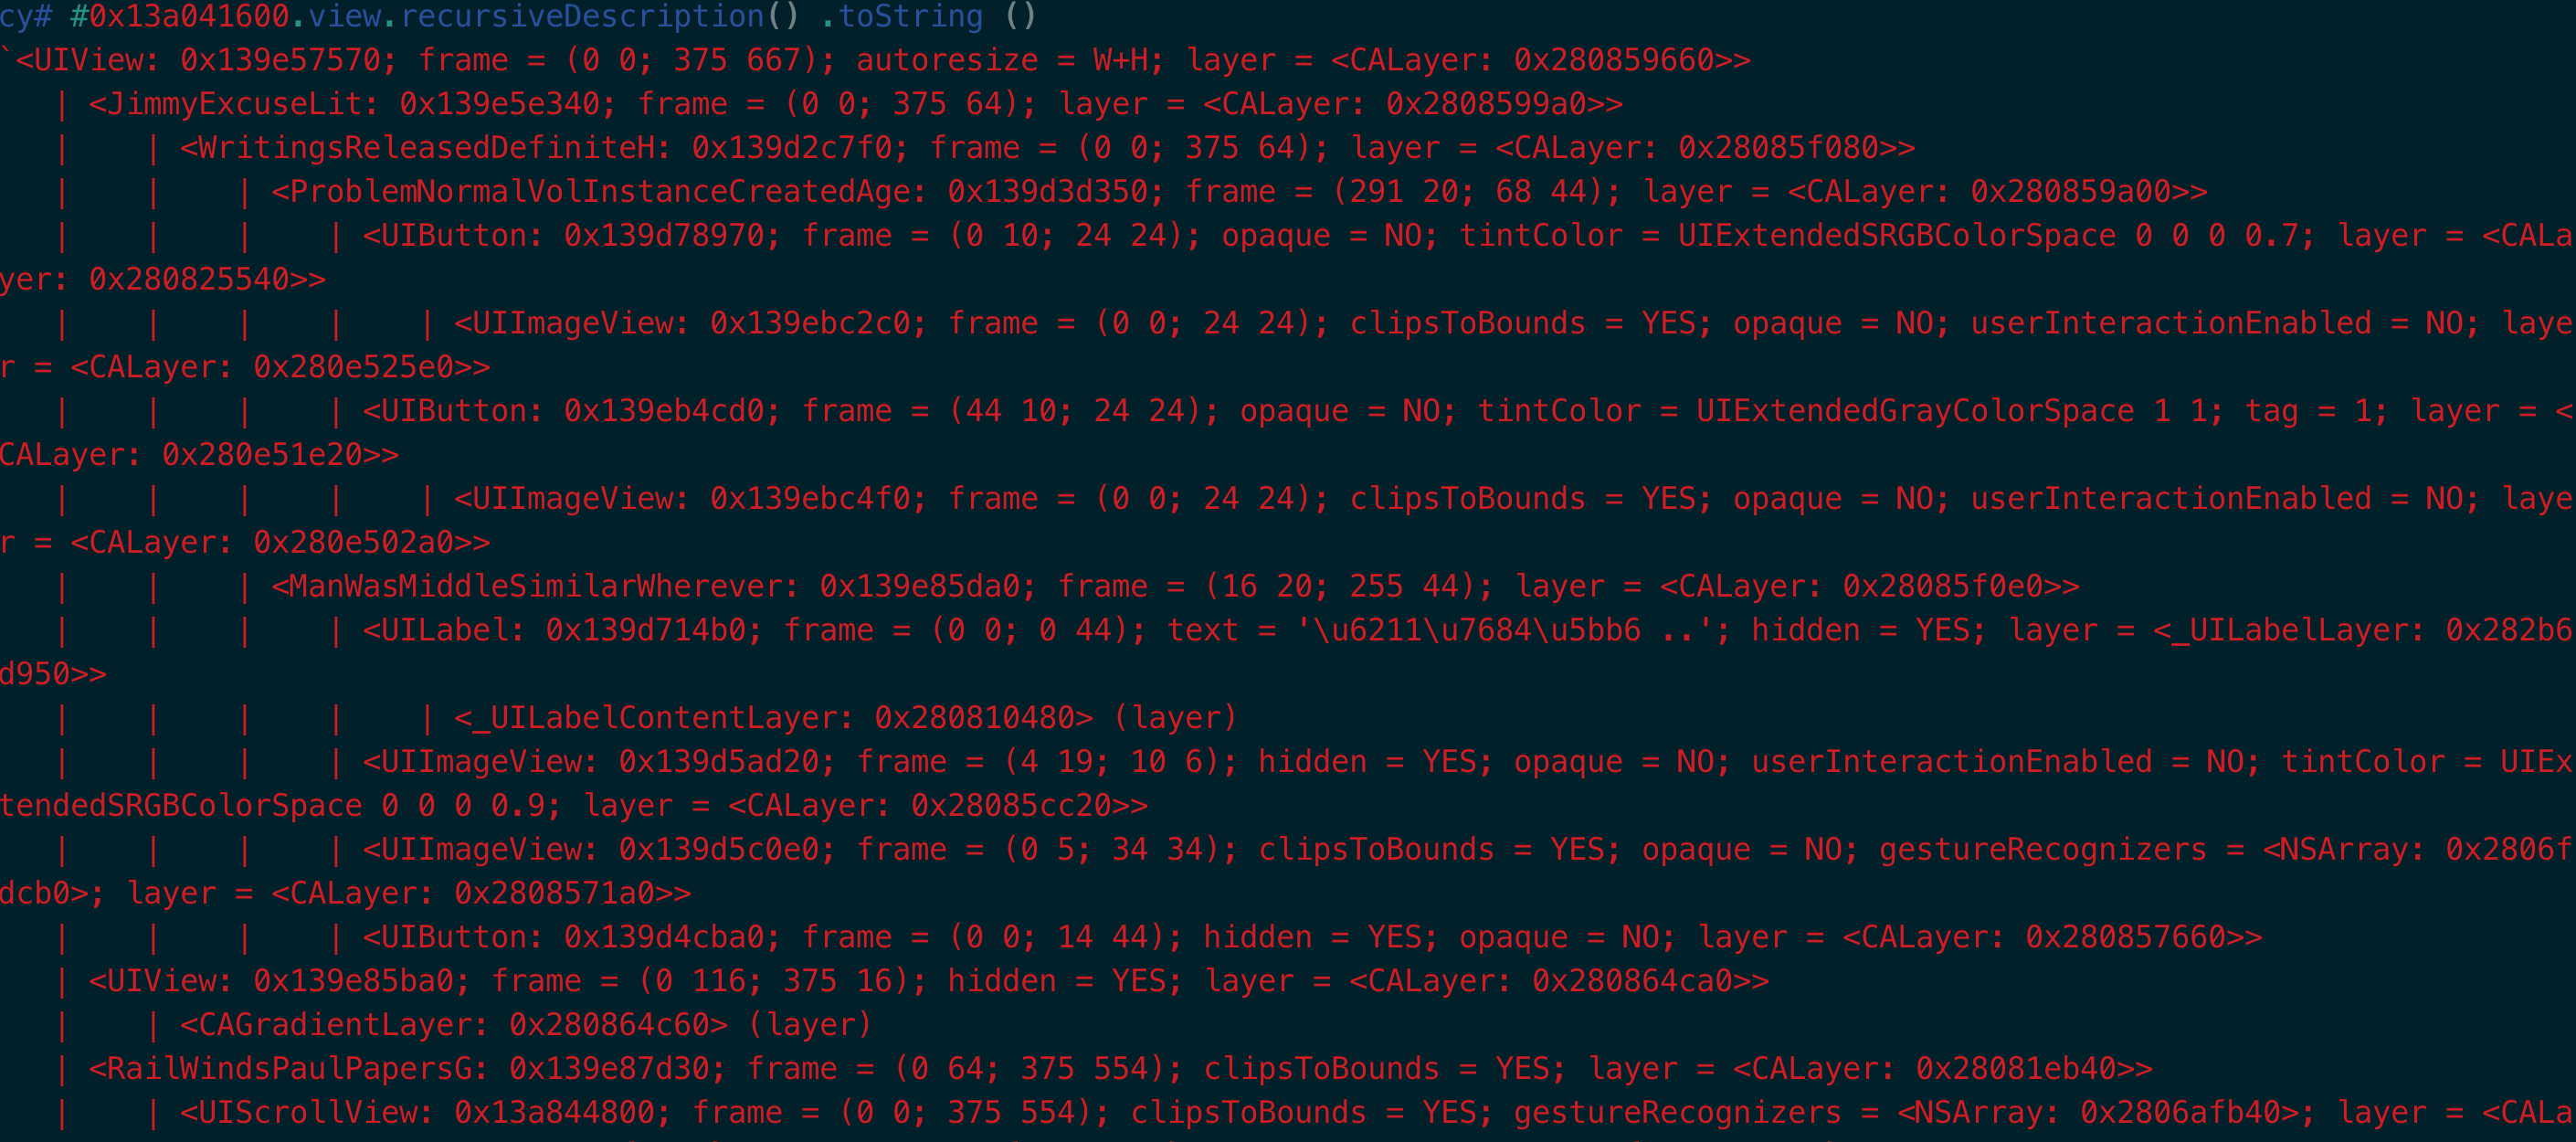 cy# #0x13a041600.view.recursiveDescription() .toString ()
`<UIView: 0x139e57570; frame = (0 0; 375 667); autoresize = W+H; layer = <CALayer: 0x280859660>>
   | <JimmyExcuseLit: 0x139e5e340; frame = (0 0; 375 64); layer = <CALayer: 0x2808599a0>>
   |    | <WritingsReleasedDefiniteH: 0x139d2c7f0; frame = (0 0; 375 64); layer = <CALayer: 0x28085f080>>
   |    |    | <ProblemNormalVolInstanceCreatedAge: 0x139d3d350; frame = (291 20; 68 44); layer = <CALayer: 0x280859a00>>
   |    |    |    | <UIButton: 0x139d78970; frame = (0 10; 24 24); opaque = NO; tintColor = UIExtendedSRGBColorSpace 0 0 0 0.7; layer = <CALa
yer: 0x280825540>>
   |    |    |    |    | <UIImageView: 0x139ebc2c0; frame = (0 0; 24 24); clipsToBounds = YES; opaque = NO; userInteractionEnabled = NO; laye
r = <CALayer: 0x280e525e0>>
   |    |    |    | <UIButton: 0x139eb4cd0; frame = (44 10; 24 24); opaque = NO; tintColor = UIExtendedGrayColorSpace 1 1; tag = 1; layer = <
CALayer: 0x280e51e20>>
   |    |    |    |    | <UIImageView: 0x139ebc4f0; frame = (0 0; 24 24); clipsToBounds = YES; opaque = NO; userInteractionEnabled = NO; laye
r = <CALayer: 0x280e502a0>>
   |    |    | <ManWasMiddleSimilarWherever: 0x139e85da0; frame = (16 20; 255 44); layer = <CALayer: 0x28085f0e0>>
   |    |    |    | <UILabel: 0x139d714b0; frame = (0 0; 0 44); text = '\u6211\u7684\u5bb6 ..'; hidden = YES; layer = <_UILabelLayer: 0x282b6
d950>>
   |    |    |    |    | <_UILabelContentLayer: 0x280810480> (layer)
   |    |    |    | <UIImageView: 0x139d5ad20; frame = (4 19; 10 6); hidden = YES; opaque = NO; userInteractionEnabled = NO; tintColor = UIEx
tendedSRGBColorSpace 0 0 0 0.9; layer = <CALayer: 0x28085cc20>>
   |    |    |    | <UIImageView: 0x139d5c0e0; frame = (0 5; 34 34); clipsToBounds = YES; opaque = NO; gestureRecognizers = <NSArray: 0x2806f
dcb0>; layer = <CALayer: 0x2808571a0>>
   |    |    |    | <UIButton: 0x139d4cba0; frame = (0 0; 14 44); hidden = YES; opaque = NO; layer = <CALayer: 0x280857660>>
   | <UIView: 0x139e85ba0; frame = (0 116; 375 16); hidden = YES; layer = <CALayer: 0x280864ca0>>
   |    | <CAGradientLayer: 0x280864c60> (layer)
   | <RailWindsPaulPapersG: 0x139e87d30; frame = (0 64; 375 554); clipsToBounds = YES; layer = <CALayer: 0x28081eb40>>
   |    | <UIScrollView: 0x13a844800; frame = (0 0; 375 554); clipsToBounds = YES; gestureRecognizers = <NSArray: 0x2806afb40>; layer = <CALa